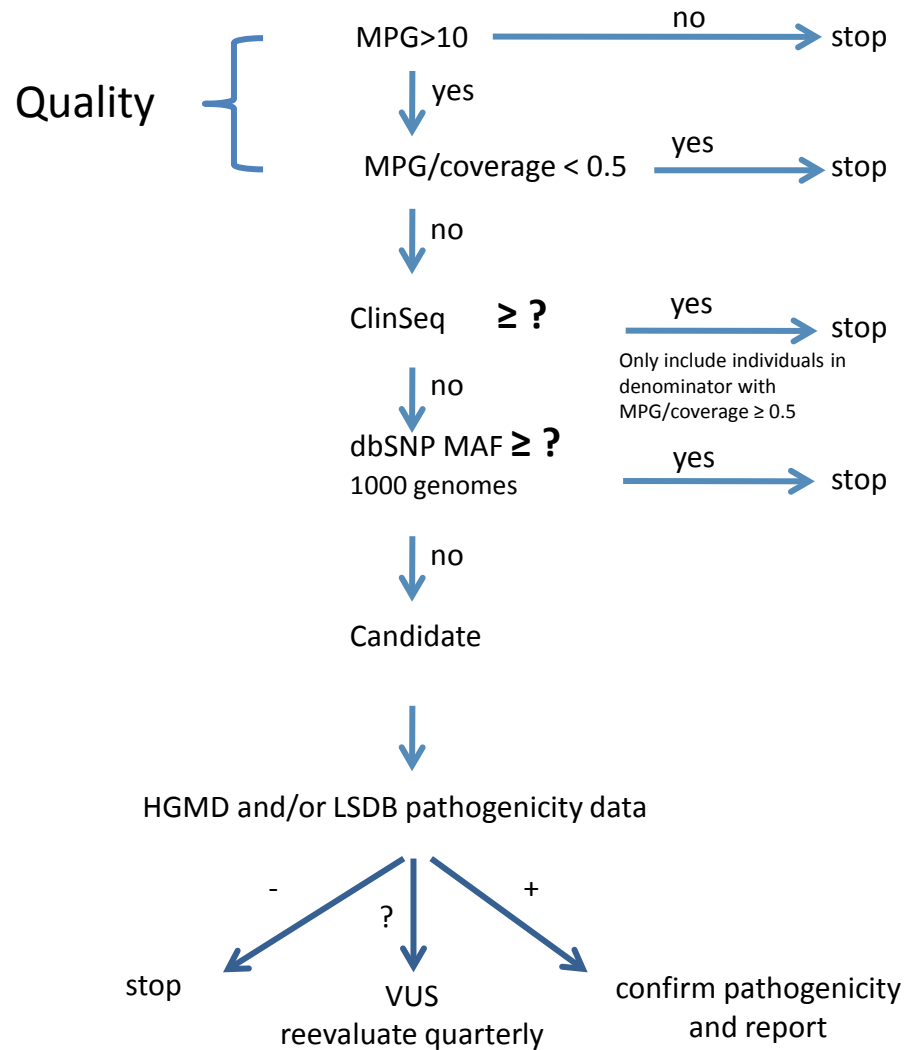 MPG>10
no
stop
Quality
yes
MPG/coverage < 0.5
yes
stop
no
ClinSeq ≥ ?
yes
stop
Only include individuals in
denominator with
MPG/coverage ≥ 0.5
no
dbSNP MAF ≥ ?
1000 genomes
yes
stop
no
Candidate
HGMD and/or LSDB pathogenicity data
-
?
+
stop
VUS
reevaluate quarterly
confirm pathogenicity
and report